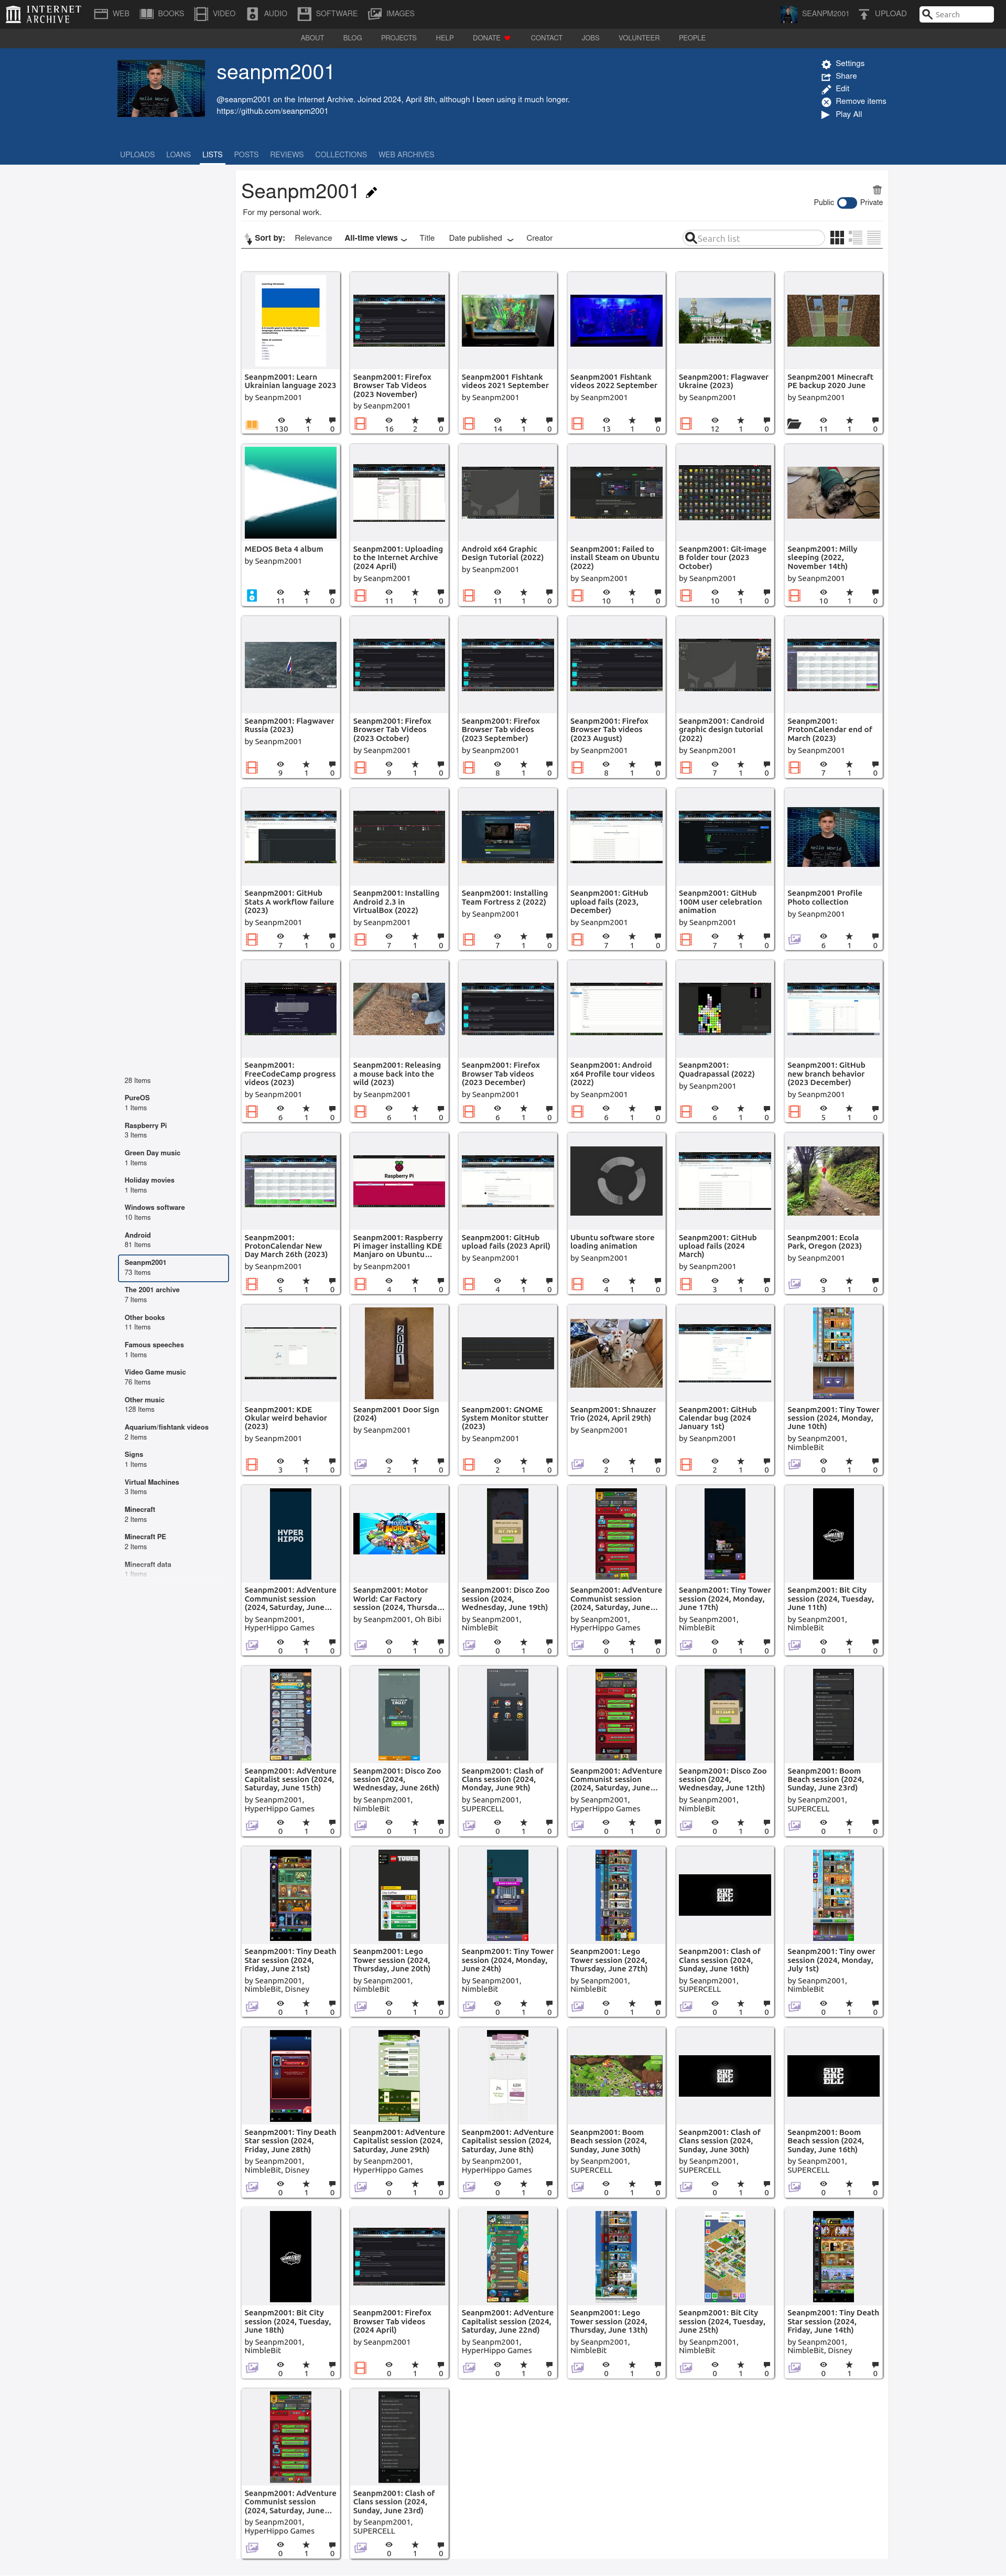 INTERNET ARCHIVE
WEB BOOKS VIDEO AUDIO SOFTWARE IMAGES SEANPM2001 UPLOAD Search
ABOUT BLOG PROJECTS HELP DONATE CONTACT JOBS VOLUNTEER PEOPLE
seanpm2001
@seanpm2001 on the Internet Archive. Joined 2024, April 8th, although I been using it much longer.
https://github.com/seanpm2001
Settings
Share
Edit
Remove items
Play All
UPLOADS LOANS LISTS POSTS REVIEWS COLLECTIONS WEB ARCHIVES
Seanpm2001
For my personal work.
Public Private
Sort by: Relevance All-time views Title Date published Creator Search list
28 Items
PureOS
1 Items
Raspberry Pi
3 Items
Green Day music
1 Items
Holiday movies
1 Items
Windows software
10 Items
Android
81 Items
Seanpm2001
73 Items
The 2001 archive
7 Items
Other books
11 Items
Famous speeches
1 Items
Video Game music
76 Items
Other music
128 Items
Aquarium/fishtank videos
2 Items
Signs
1 Items
Virtual Machines
3 Items
Minecraft
2 Items
Minecraft PE
2 Items
Minecraft data
1 Items
Seanpm2001: Learn
Ukrainian language 2023
by Seanpm2001
130 1 0
Seanpm2001: Firefox
Browser Tab Videos
(2023 November)
by Seanpm2001
16 2 0
Seanpm2001 Fishtank
videos 2021 September
by Seanpm2001
14 1 0
Seanpm2001 Fishtank
videos 2022 September
by Seanpm2001
13 1 0
Seanpm2001: Flagwaver
Ukraine (2023)
by Seanpm2001
12 1 0
Seanpm2001 Minecraft
PE backup 2020 June
by Seanpm2001
11 1 0
MEDOS Beta 4 album
by Seanpm2001
11 1 0
Seanpm2001: Uploading
to the Internet Archive
(2024 April)
by Seanpm2001
11 1 0
Android x64 Graphic
Design Tutorial (2022)
by Seanpm2001
11 1 0
Seanpm2001: Failed to
install Steam on Ubuntu
(2022)
by Seanpm2001
10 1 0
Seanpm2001: Git-image
B folder tour (2023
October)
by Seanpm2001
10 1 0
Seanpm2001: Milly
sleeping (2022,
November 14th)
by Seanpm2001
10 1 0
Seanpm2001: Flagwaver
Russia (2023)
by Seanpm2001
9 1 0
Seanpm2001: Firefox
Browser Tab Videos
(2023 October)
by Seanpm2001
9 1 0
Seanpm2001: Firefox
Browser Tab videos
(2023 September)
by Seanpm2001
8 1 0
Seanpm2001: Firefox
Browser Tab videos
(2023 August)
by Seanpm2001
8 1 0
Seanpm2001: Candroid
graphic design tutorial
(2022)
by Seanpm2001
7 1 0
Seanpm2001:
ProtonCalendar end of
March (2023)
by Seanpm2001
7 1 0
Seanpm2001: GitHub
Stats A workflow failure
(2023)
by Seanpm2001
7 1 0
Seanpm2001: Installing
Android 2.3 in
VirtualBox (2022)
by Seanpm2001
7 1 0
Seanpm2001: Installing
Team Fortress 2 (2022)
by Seanpm2001
7 1 0
Seanpm2001: GitHub
upload fails (2023,
December)
by Seanpm2001
7 1 0
Seanpm2001: GitHub
100M user celebration
animation
by Seanpm2001
7 1 0
Hello World
Seanpm2001 Profile
Photo collection
by Seanpm2001
6 1 0
Seanpm2001:
FreeCodeCamp progress
videos (2023)
by Seanpm2001
6 1 0
Seanpm2001: Releasing
a mouse back into the
wild (2023)
by Seanpm2001
6 1 0
Seanpm2001: Firefox
Browser Tab videos
(2023 December)
by Seanpm2001
6 1 0
Seanpm2001: Android
x64 Profile tour videos
(2022)
by Seanpm2001
6 1 0
Seanpm2001:
Quadrapassal (2022)
by Seanpm2001
6 1 0
Seanpm2001: GitHub
new branch behavior
(2023 December)
by Seanpm2001
5 1 0
Seanpm2001:
ProtonCalendar New
Day March 26th (2023)
by Seanpm2001
5 1 0
Raspberry Pi
Seanpm2001: Raspberry
Pi imager installing KDE
Manjaro on Ubuntu...
by Seanpm2001
4 1 0
Seanpm2001: GitHub
upload fails (2023 April)
by Seanpm2001
4 1 0
Ubuntu software store
loading animation
by Seanpm2001
4 1 0
Seanpm2001: GitHub
upload fails (2024
March)
by Seanpm2001
3 1 0
Seanpm2001: Ecola
Park, Oregon (2023)
by Seanpm2001
3 1 0
Seanpm2001: KDE
Okular weird behavior
(2023)
by Seanpm2001
3 1 0
2001
Seanpm2001 Door Sign
(2024)
by Seanpm2001
2 1 0
Seanpm2001: GNOME
System Monitor stutter
(2023)
by Seanpm2001
2 1 0
Seanpm2001: Shnauzer
Trio (2024, April 29th)
by Seanpm2001
2 1 0
Seanpm2001: GitHub
Calendar bug (2024
January 1st)
by Seanpm2001
2 1 0
Seanpm2001: Tiny Tower
session (2024, Monday,
June 10th)
by Seanpm2001,
NimbleBit
0 1 0
HYPER
HIPPO
Seanpm2001: AdVenture
Communist session
(2024, Saturday, June...
by Seanpm2001,
HyperHippo Games
0 1 0
Seanpm2001: Motor
World: Car Factory
session (2024, Thursda...
by Seanpm2001, Oh Bibi
0 1 0
Seanpm2001: Disco Zoo
session (2024,
Wednesday, June 19th)
by Seanpm2001,
NimbleBit
0 1 0
Seanpm2001: AdVenture
Communist session
(2024, Saturday, June...
by Seanpm2001,
HyperHippo Games
0 1 0
Seanpm2001: Tiny Tower
session (2024, Monday,
June 17th)
by Seanpm2001,
NimbleBit
0 1 0
Seanpm2001: Bit City
session (2024, Tuesday,
June 11th)
by Seanpm2001,
NimbleBit
0 1 0
Seanpm2001: AdVenture
Capitalist session (2024,
Saturday, June 15th)
by Seanpm2001,
HyperHippo Games
0 1 0
Seanpm2001: Disco Zoo
session (2024,
Wednesday, June 26th)
by Seanpm2001,
NimbleBit
0 1 0
Seanpm2001: Clash of
Clans session (2024,
Monday, June 9th)
by Seanpm2001,
SUPERCELL
0 1 0
Seanpm2001: AdVenture
Communist session
(2024, Saturday, June...
by Seanpm2001,
HyperHippo Games
0 1 0
Seanpm2001: Disco Zoo
session (2024,
Wednesday, June 12th)
by Seanpm2001,
NimbleBit
0 1 0
Seanpm2001: Boom
Beach session (2024,
Sunday, June 23rd)
by Seanpm2001,
SUPERCELL
0 1 0
Seanpm2001: Tiny Death
Star session (2024,
Friday, June 21st)
by Seanpm2001,
NimbleBit, Disney
0 1 0
TOWER
Seanpm2001: Lego
Tower session (2024,
Thursday, June 20th)
by Seanpm2001,
NimbleBit
0 1 0
Seanpm2001: Tiny Tower
session (2024, Monday,
June 24th)
by Seanpm2001,
NimbleBit
0 1 0
Seanpm2001: Lego
Tower session (2024,
Thursday, June 27th)
by Seanpm2001,
NimbleBit
0 1 0
SUPERCELL
Seanpm2001: Clash of
Clans session (2024,
Sunday, June 16th)
by Seanpm2001,
SUPERCELL
0 1 0
Seanpm2001: Tiny ower
session (2024, Monday,
July 1st)
by Seanpm2001,
NimbleBit
0 1 0
Seanpm2001: Tiny Death
Star session (2024,
Friday, June 28th)
by Seanpm2001,
NimbleBit, Disney
0 1 0
Seanpm2001: AdVenture
Capitalist session (2024,
Saturday, June 29th)
by Seanpm2001,
HyperHippo Games
0 1 0
Seanpm2001: AdVenture
Capitalist session (2024,
Saturday, June 8th)
by Seanpm2001,
HyperHippo Games
0 1 0
Seanpm2001: Boom
Beach session (2024,
Sunday, June 30th)
by Seanpm2001,
SUPERCELL
0 1 0
SUPERCELL
Seanpm2001: Clash of
Clans session (2024,
Sunday, June 30th)
by Seanpm2001,
SUPERCELL
0 1 0
SUPERCELL
Seanpm2001: Boom
Beach session (2024,
Sunday, June 16th)
by Seanpm2001,
SUPERCELL
0 1 0
Seanpm2001: Bit City
session (2024, Tuesday,
June 18th)
by Seanpm2001,
NimbleBit
0 1 0
Seanpm2001: Firefox
Browser Tab videos
(2024 April)
by Seanpm2001
0 1 0
Seanpm2001: AdVenture
Capitalist session (2024,
Saturday, June 22nd)
by Seanpm2001,
HyperHippo Games
0 1 0
Seanpm2001: Lego
Tower session (2024,
Thursday, June 13th)
by Seanpm2001,
NimbleBit
0 1 0
Seanpm2001: Bit City
session (2024, Tuesday,
June 25th)
by Seanpm2001,
NimbleBit
0 1 0
Seanpm2001: Tiny Death
Star session (2024,
Friday, June 14th)
by Seanpm2001,
NimbleBit, Disney
0 1 0
Seanpm2001: AdVenture
Communist session
(2024, Saturday, June...
by Seanpm2001,
HyperHippo Games
0 1 0
Seanpm2001: Clash of
Clans session (2024,
Sunday, June 23rd)
by Seanpm2001,
SUPERCELL
0 1 0